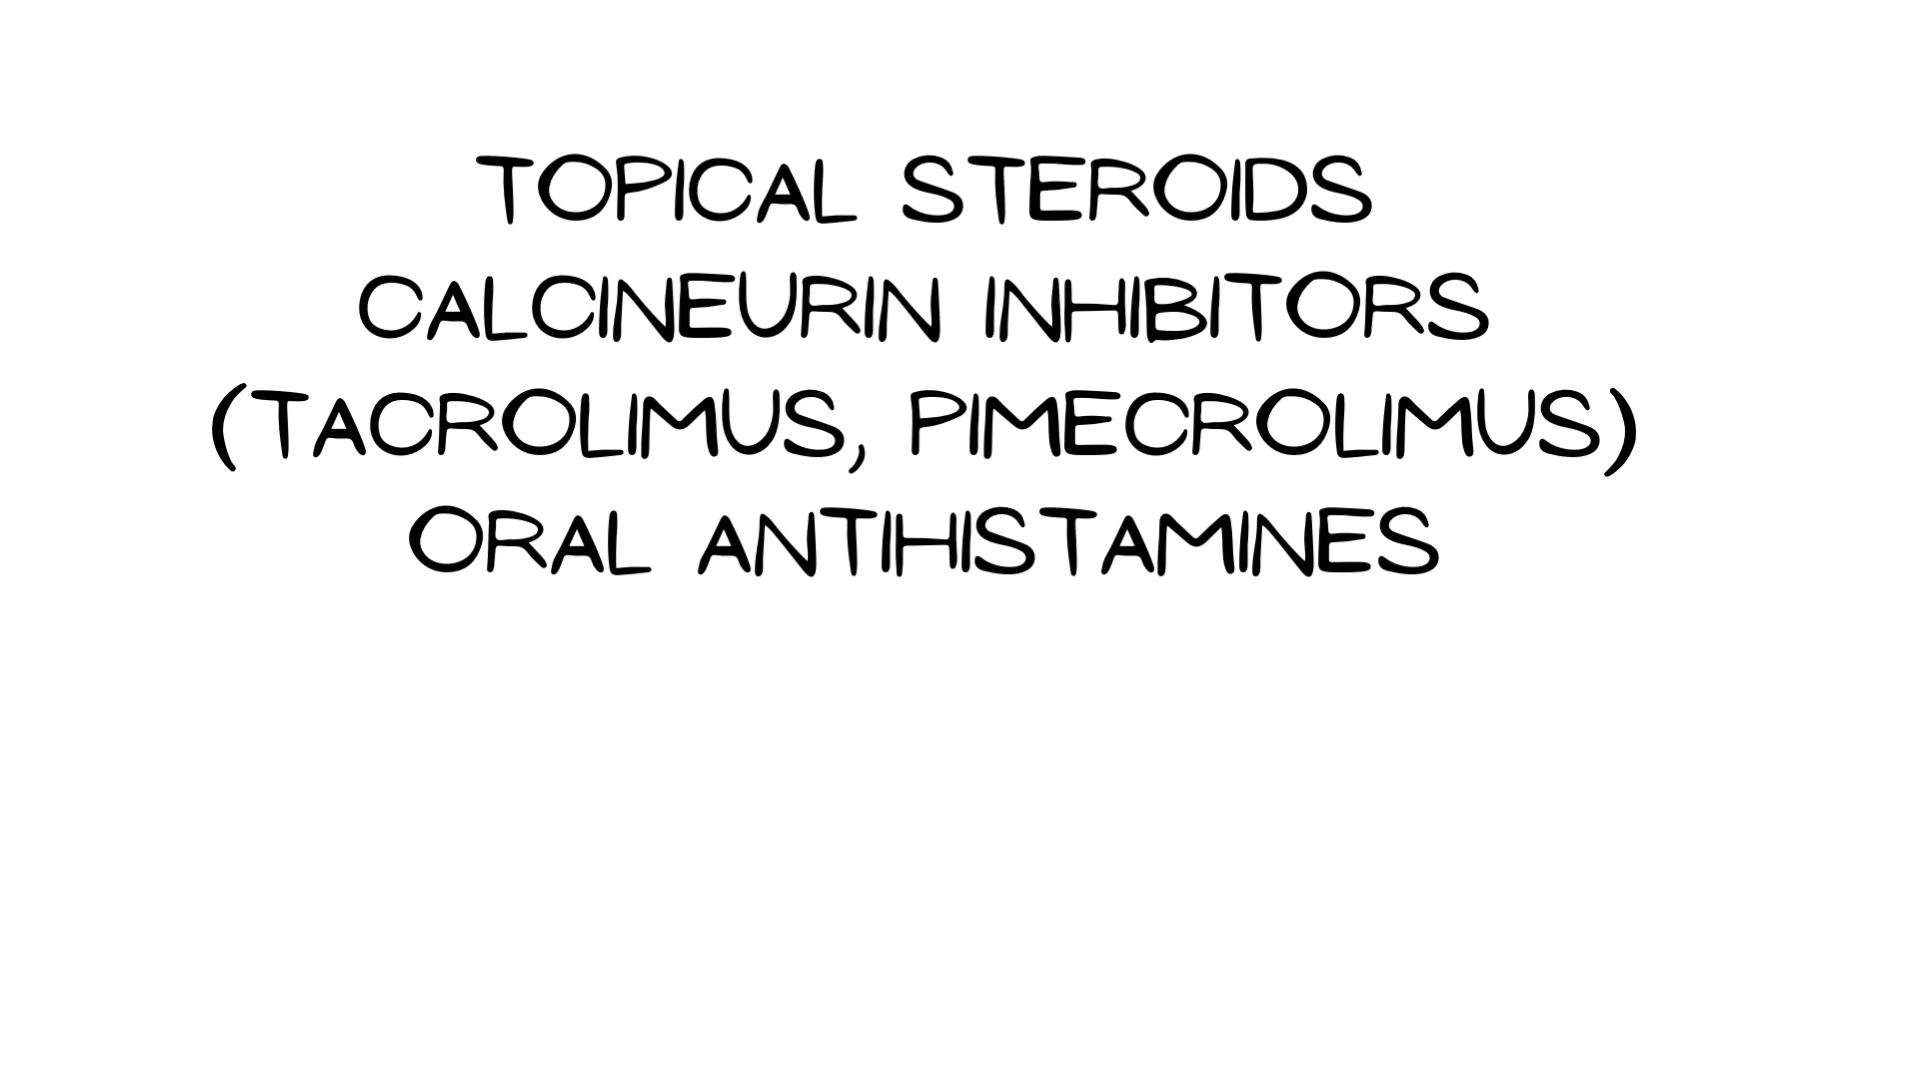 TOPICAL STEROIDS
CALCINEURIN INHIBITORS
(TACROLIMUS, PIMECROLIMUS)
ORAL ANTIHISTAMINES